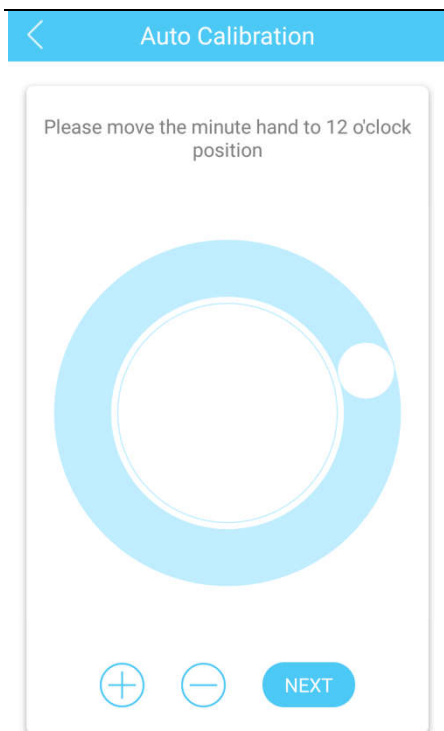 Auto Calibration
Please move the minute hand to 12 o'clock
position
NEXT